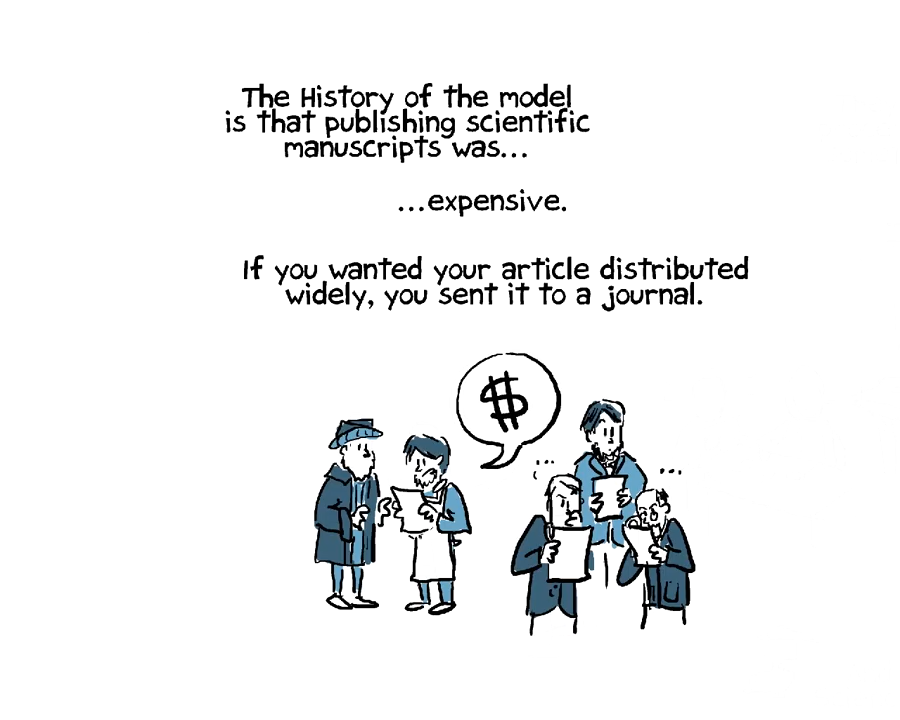 The History of the model
is that publishing scientific
manuscripts was...
...expensive.
If you wanted your article distributed
widely, you sent it to a journal.
$
...
...